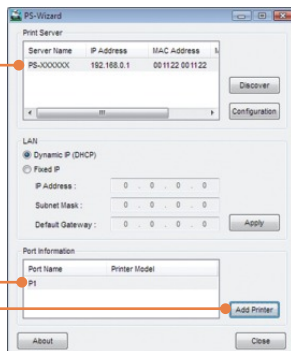 PS-Wizard
Print Server
Server Name IP Address MAC Address
PS-XXXXXX 192.168.0.1 001122 001122
Discover
Configuration
LAN
Dynamic IP (DHCP)
Fixed IP
IP Address : 0 . 0 . 0 . 0
Subnet Mask : 0 . 0 . 0 . 0
Default Gateway : 0 . 0 . 0 . 0
Apply
Port Information
Port Name Printer Model
P1
Add Printer
About Close